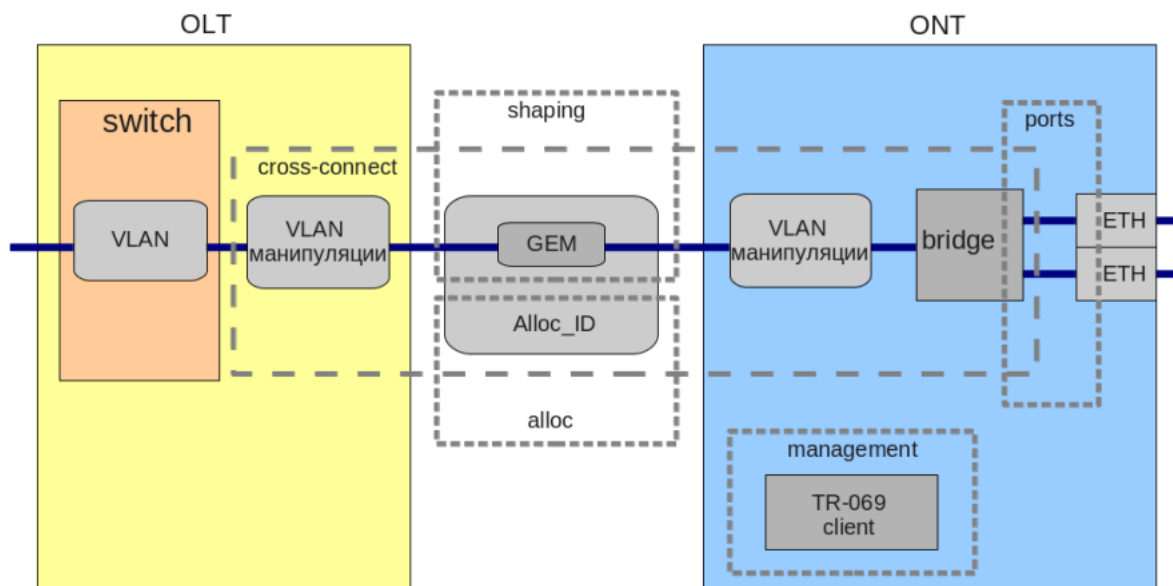 OLT
ONT
switch
shaping
ports
cross-connect
VLAN
VLAN
манипуляции
GEM
VLAN
манипуляции
bridge
ETH
ETH
Alloc_ID
alloc
management
TR-069
client